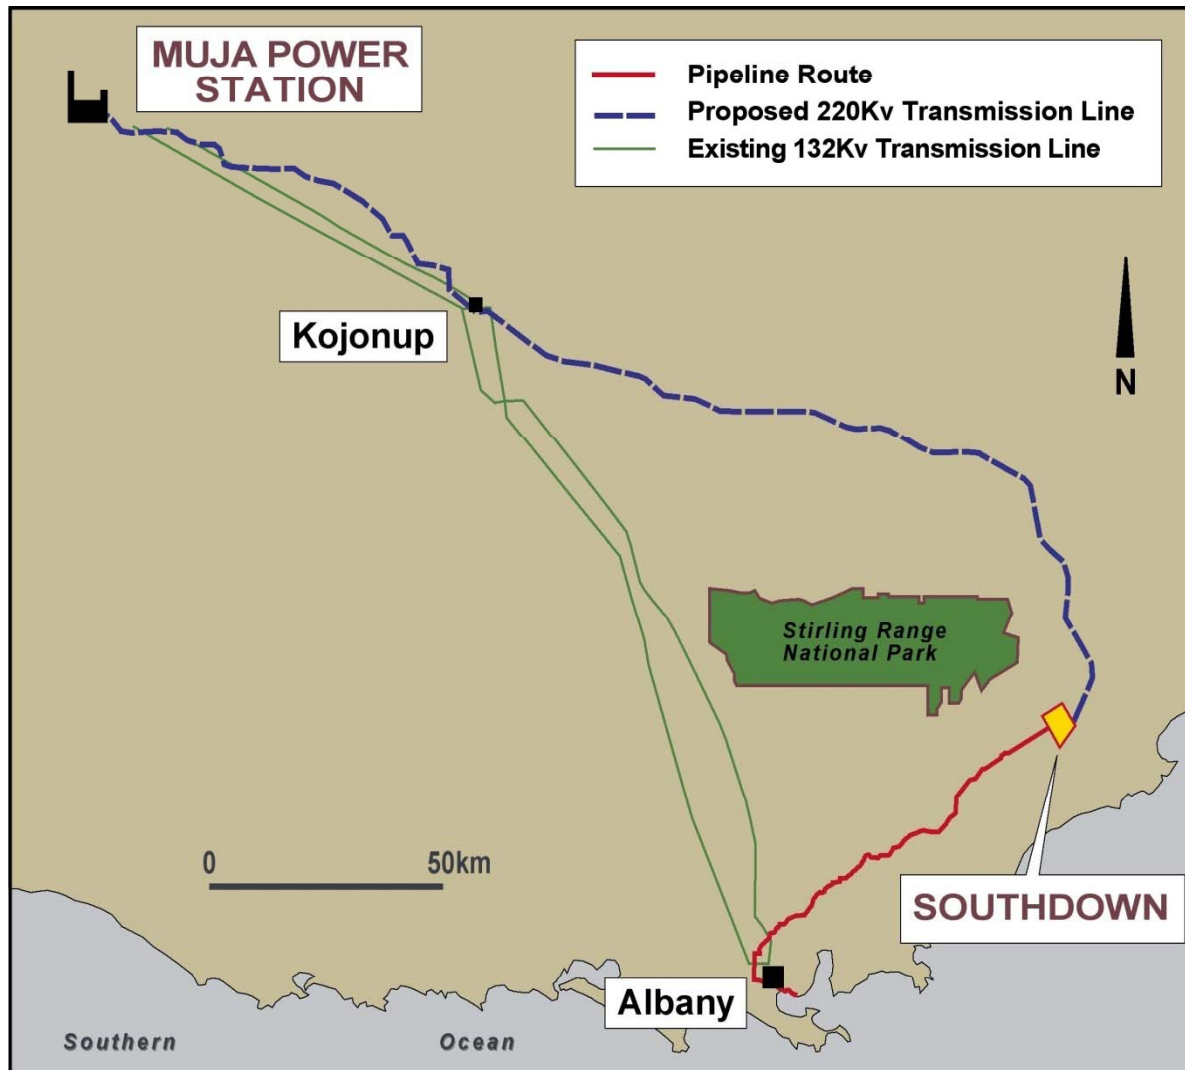 MUJA POWER
STATION
Pipeline Route
Proposed 220Kv Transmission Line
Existing 132Kv Transmission Line
Kojonup
N
Stirling Range
National Park
0 50km
SOUTHDOWN
Albany
Southern Ocean